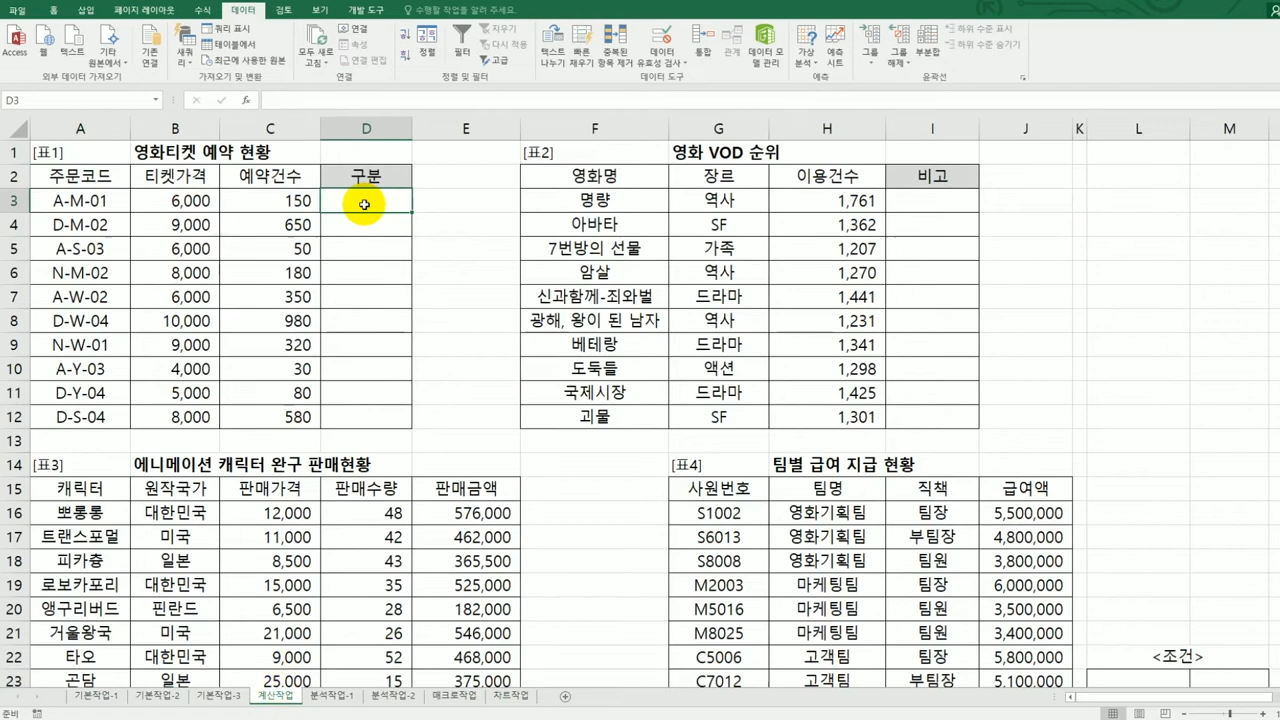 파일 홈 삽입 페이지 레이아웃 수식 데이터 검토 보기 개발 도구 수행할 작업을 알려 주세요.
Access 웹 텍스트 기타 원본에서 기존 연결 새 쿼리 쿼리 표시 테이블에서 최근에 사용한 원본 모두 새로 고침 연결 속성 연결 편집 정렬 필터 지우기 다시 적용 고급 텍스트 나누기 빠른 채우기 중복된 항목 제거 데이터 유효성 검사 통합 관계 데이터 모델 관리 가상 분석 예측 시트 그룹 그룹 해제 부분합 하위 수준 표시 하위 수준 숨기기
외부 데이터 가져오기 가져오기 및 변환 연결 정렬 및 필터 데이터 도구 예측 윤곽선
D3 fx
A B C D E F G H I J K L M
1 [표1] 영화티켓 예약 현황 [표2] 영화 VOD 순위
2 주문코드 티켓가격 예약건수 구분 영화명 장르 이용건수 비고
3 A-M-01 6,000 150 명량 역사 1,761
4 D-M-02 9,000 650 아바타 SF 1,362
5 A-S-03 6,000 50 7번방의 선물 가족 1,207
6 N-M-02 8,000 180 암살 역사 1,270
7 A-W-02 6,000 350 신과함께-죄와벌 드라마 1,441
8 D-W-04 10,000 980 광해, 왕이 된 남자 역사 1,231
9 N-W-01 9,000 320 베테랑 드라마 1,341
10 A-Y-03 4,000 30 도둑들 액션 1,298
11 D-Y-04 5,000 80 국제시장 드라마 1,425
12 D-S-04 8,000 580 괴물 SF 1,301
13
14 [표3] 에니메이션 캐릭터 완구 판매현황 [표4] 팀별 급여 지급 현황
15 캐릭터 원작국가 판매가격 판매수량 판매금액 사원번호 팀명 직책 급여액
16 뽀롱롱 대한민국 12,000 48 576,000 S1002 영화기획팀 팀장 5,500,000
17 트랜스포멀 미국 11,000 42 462,000 S6013 영화기획팀 부팀장 4,800,000
18 피카츙 일본 8,500 43 365,500 S8008 영화기획팀 팀원 3,800,000
19 로보카포리 대한민국 15,000 35 525,000 M2003 마케팅팀 팀장 6,000,000
20 앵구리버드 핀란드 6,500 28 182,000 M5016 마케팅팀 팀원 3,500,000
21 거울왕국 미국 21,000 26 546,000 M8025 마케팅팀 팀원 3,400,000
22 타오 대한민국 9,000 52 468,000 C5006 고객팀 팀장 5,800,000 <조건>
23 곤담 일본 25,000 15 375,000 C7012 고객팀 부팀장 5,100,000
기본작업-1 기본작업-2 기본작업-3 계산작업 분석작업-1 분석작업-2 매크로작업 차트작업
준비